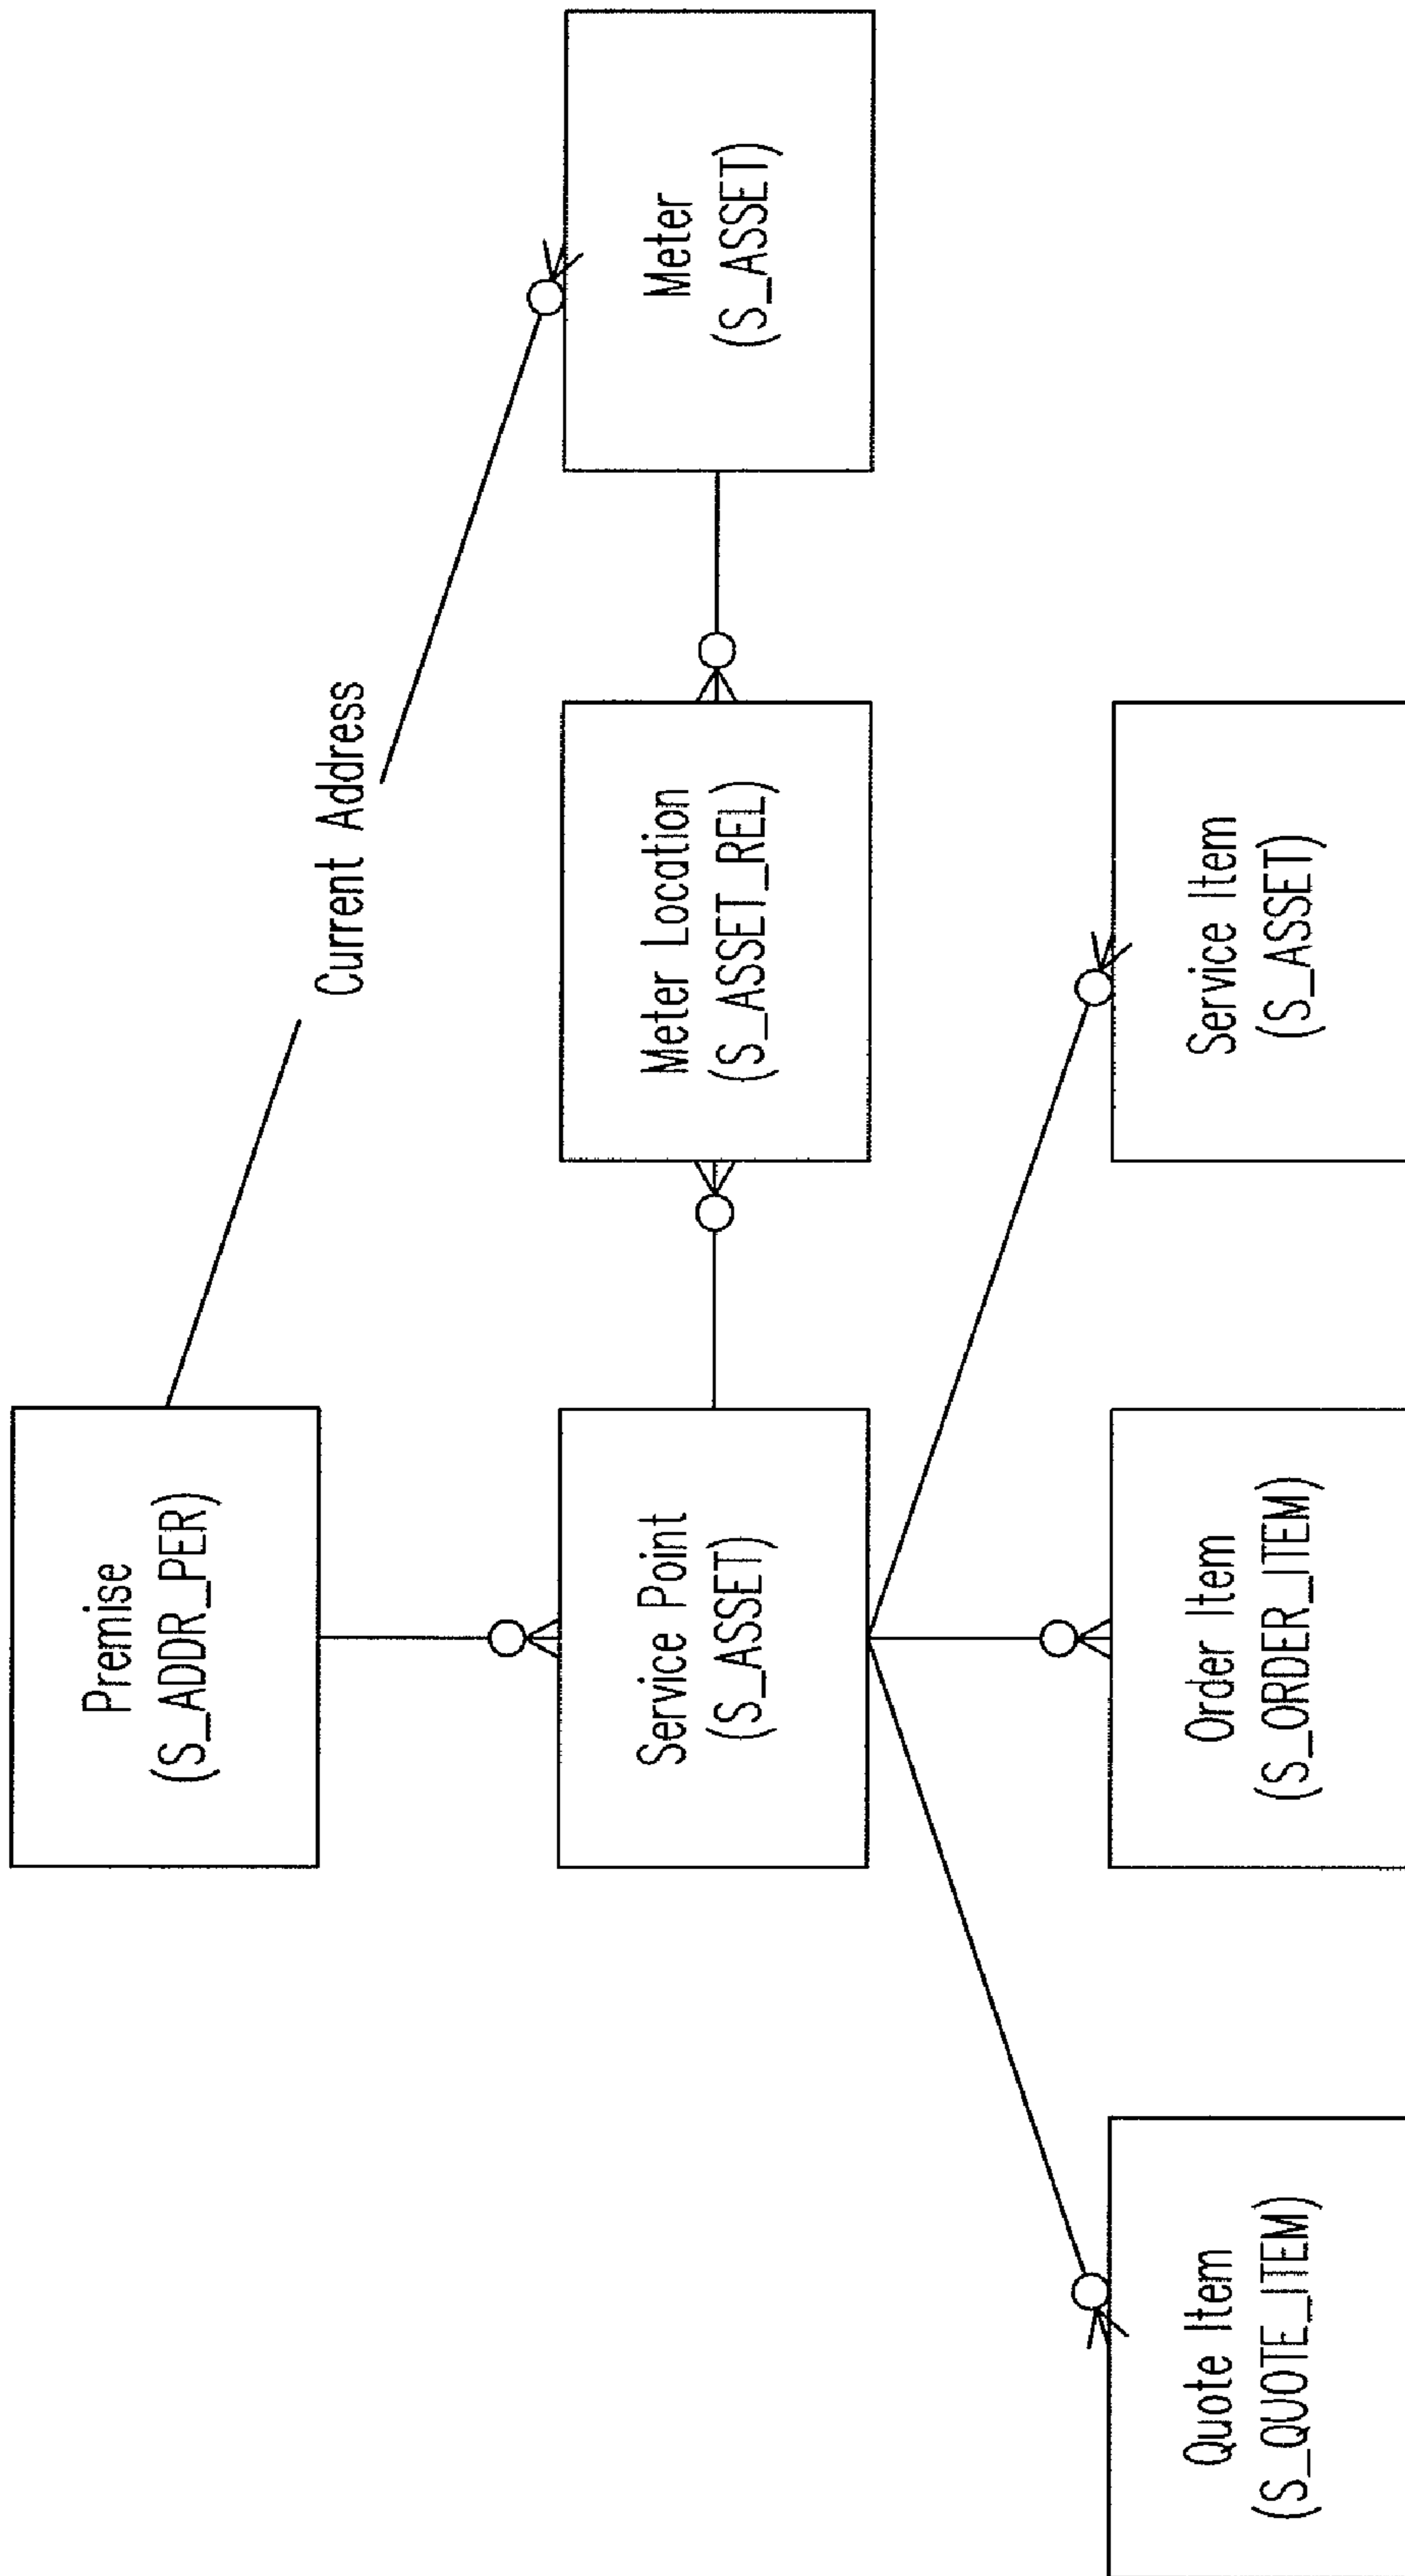 Premise
(S_ADDR_PER)
Current Address
Service Point
(S_ASSET)
Meter Location
(S_ASSET_REL)
Meter
(S_ASSET)
Quote Item
(S_QUOTE_ITEM)
Order Item
(S_ORDER_ITEM)
Service Item
(S_ASSET)